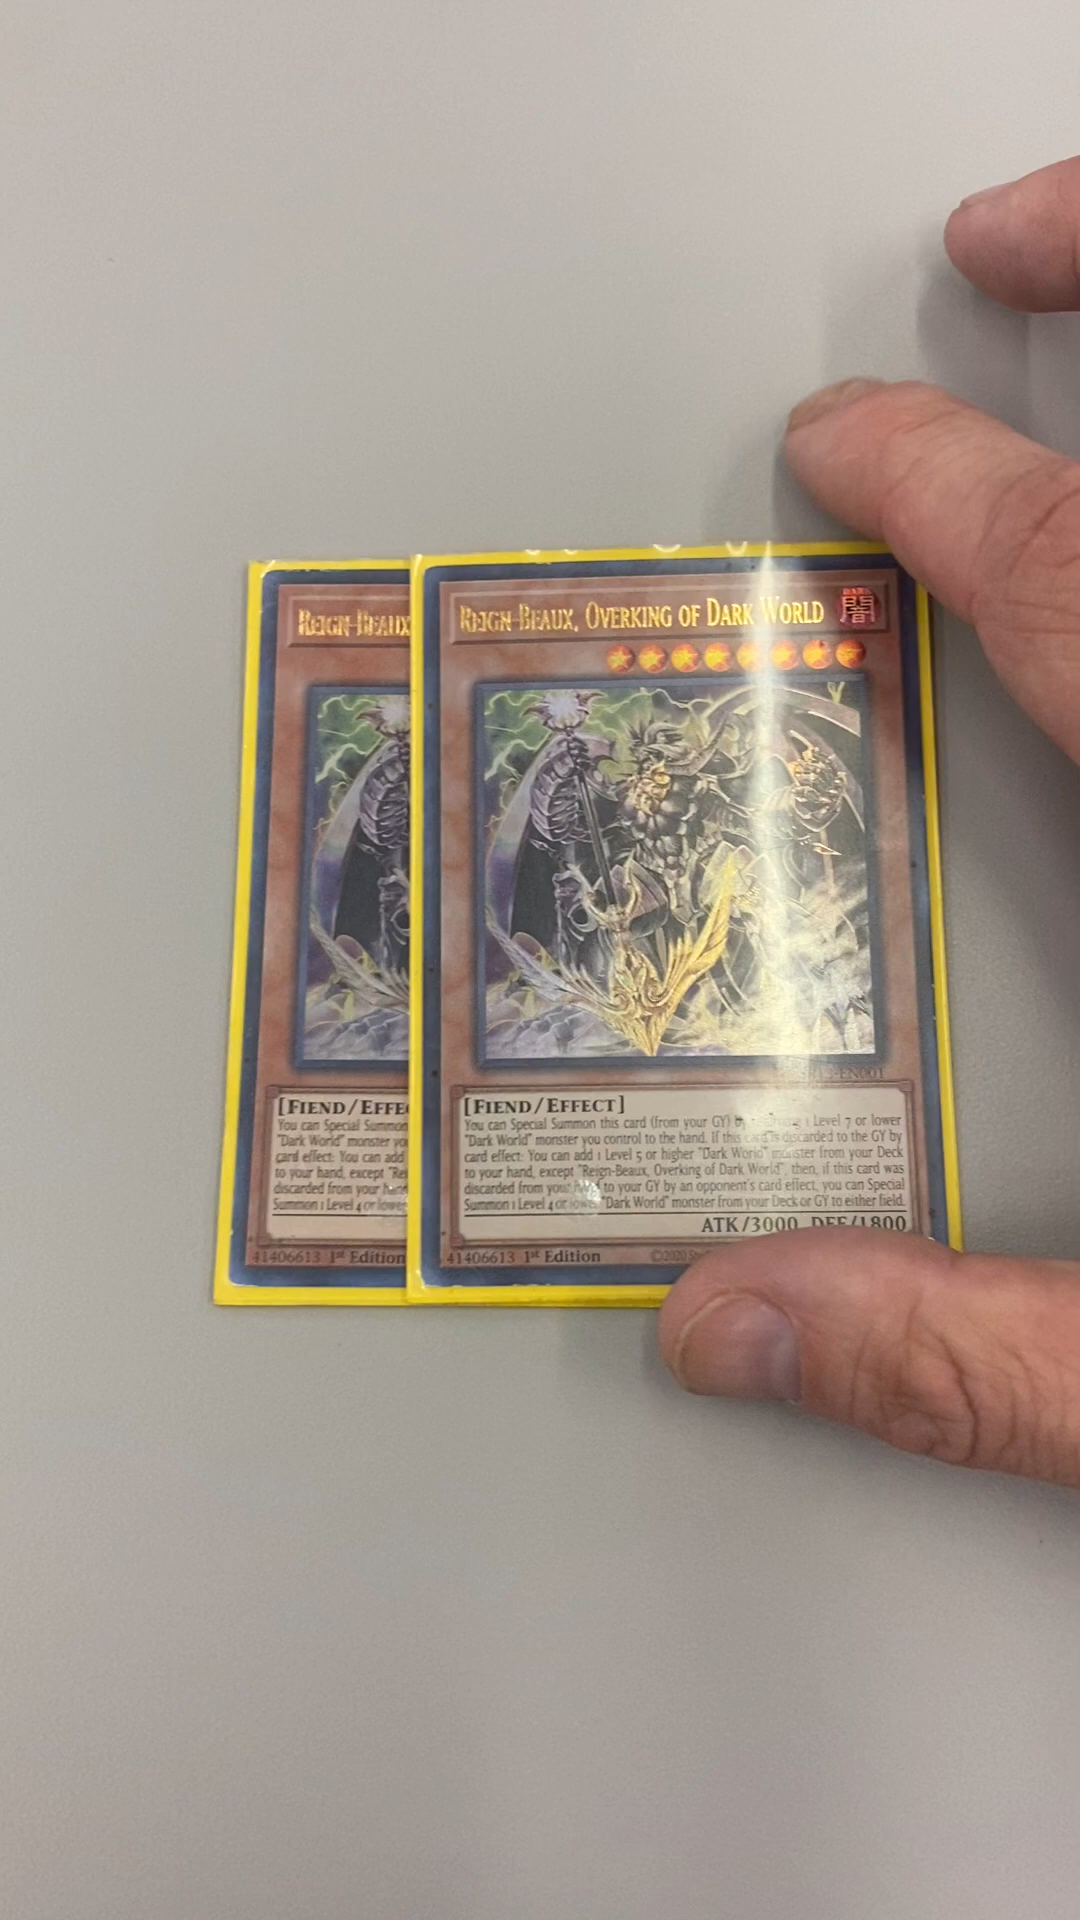 REIGN-BEAUX
REIGN-BEAUX, OVERKING OF DARK WORLD
DARK
闇
[FIEND/EFFE
You can Special Summon
"Dark World" monster yo
card effect: You can add
to your hand, except "Rei
discarded from your hand
Summon 1 Level 4 or lower
41406613 1st Edition
EN001
[FIEND/EFFECT]
You can Special Summon this card (from your GY) by 1 Level 7 or lower
"Dark World" monster you control to the hand. If this card is discarded to the GY by
card effect: You can add 1 Level 5 or higher "Dark World" monster from your Deck
to your hand, except "Reign-Beaux, Overking of Dark World", then, if this card was
discarded from your hand to your GY by an opponent's card effect, you can Special
Summon 1 Level 4 or lower "Dark World" monster from your Deck or GY to either field.
ATK/3000 DEF/1800
41406613 1st Edition
©2020